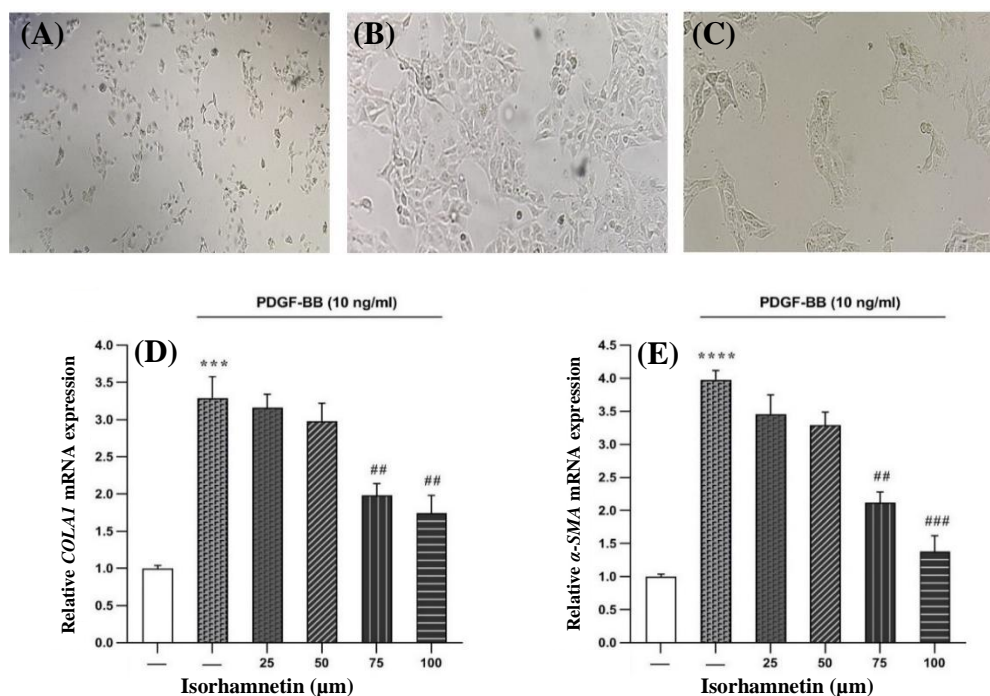 (A)
(B)
(C)
PDGF-BB (10 ng/ml)
(D)
Relative COLA1 mRNA expression
4.0
3.5
3.0
2.5
2.0
1.5
1.0
0.5
0.0
***
##
##
— — 25 50 75 100
Isorhamnetin (μm)
PDGF-BB (10 ng/ml)
(E)
Relative α-SMA mRNA expression
4.5
4.0
3.5
3.0
2.5
2.0
1.5
1.0
0.5
0.0
****
##
###
— — 25 50 75 100
Isorhamnetin (μm)